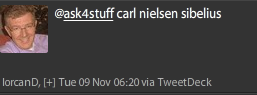 @ask4stuff carl nielsen sibelius
lorcanD, [+] Tue 09 Nov 06:20 via TweetDeck